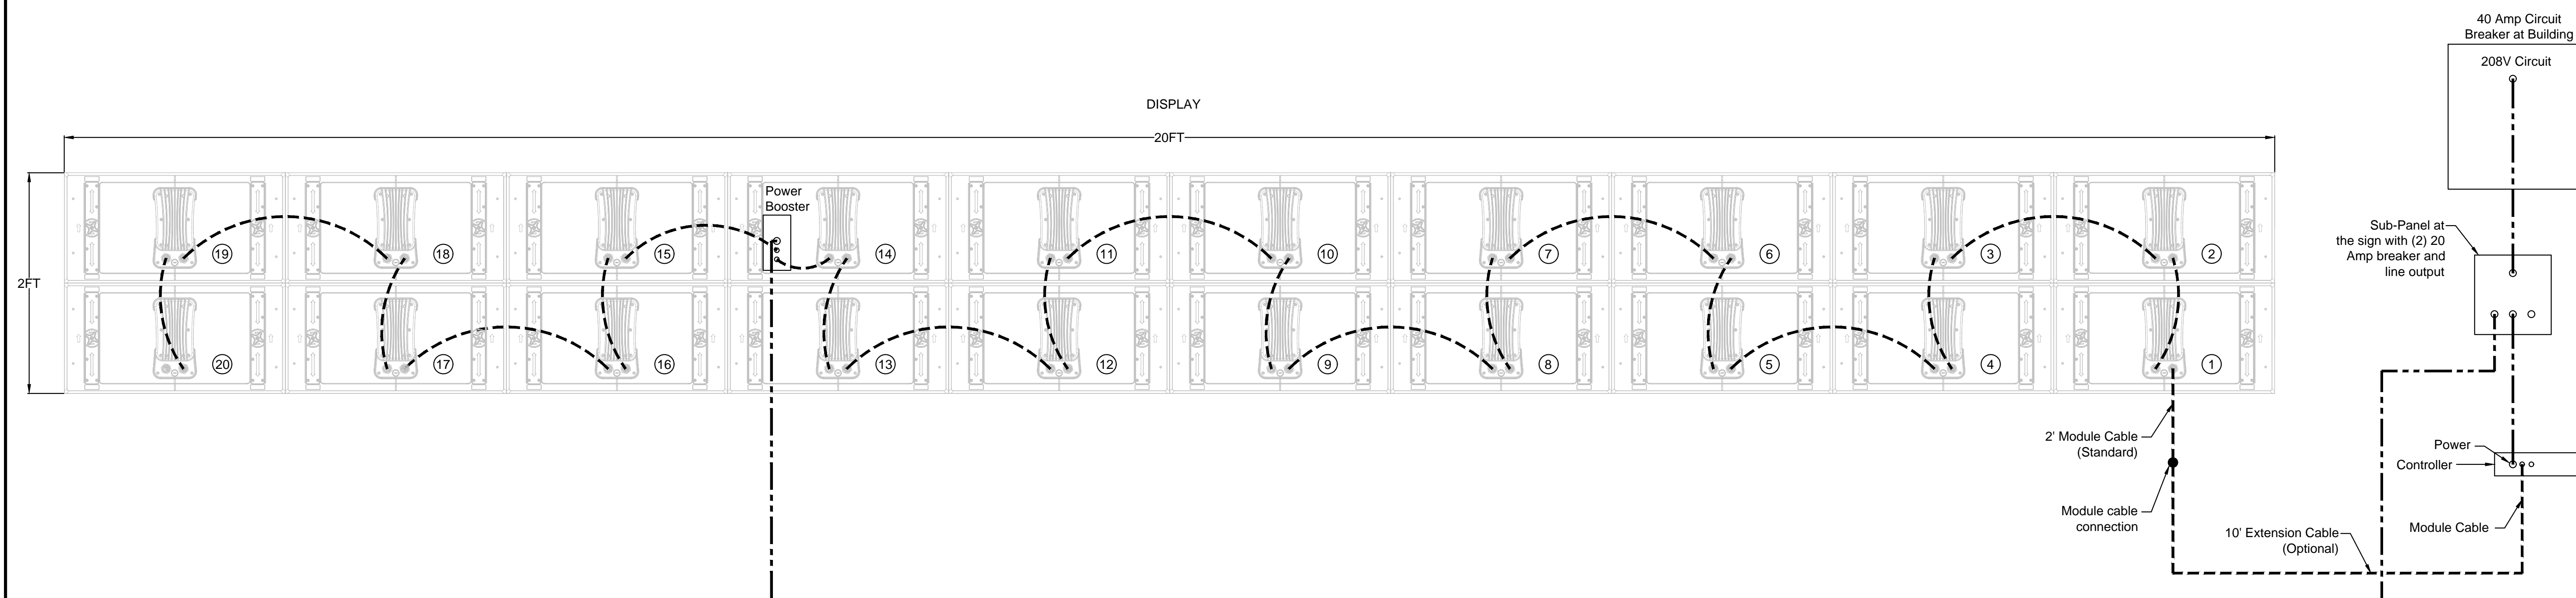 40 Amp Circuit
Breaker at Building
208V Circuit
DISPLAY
20FT
2FT
Power
Booster
19
18
15
14
11
10
7
6
3
2
20
17
16
13
12
9
8
5
4
1
Sub-Panel at
the sign with (2) 20
Amp breaker and
line output
2' Module Cable
(Standard)
Power
Controller
Module cable
connection
Module Cable
10' Extension Cable
(Optional)